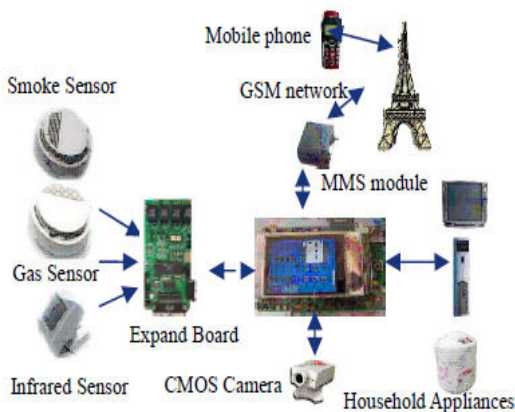 Mobile phone
Smoke Sensor
GSM network
MMS module
Gas Sensor
Expand Board
Infrared Sensor
CMOS Camera
Household Appliances